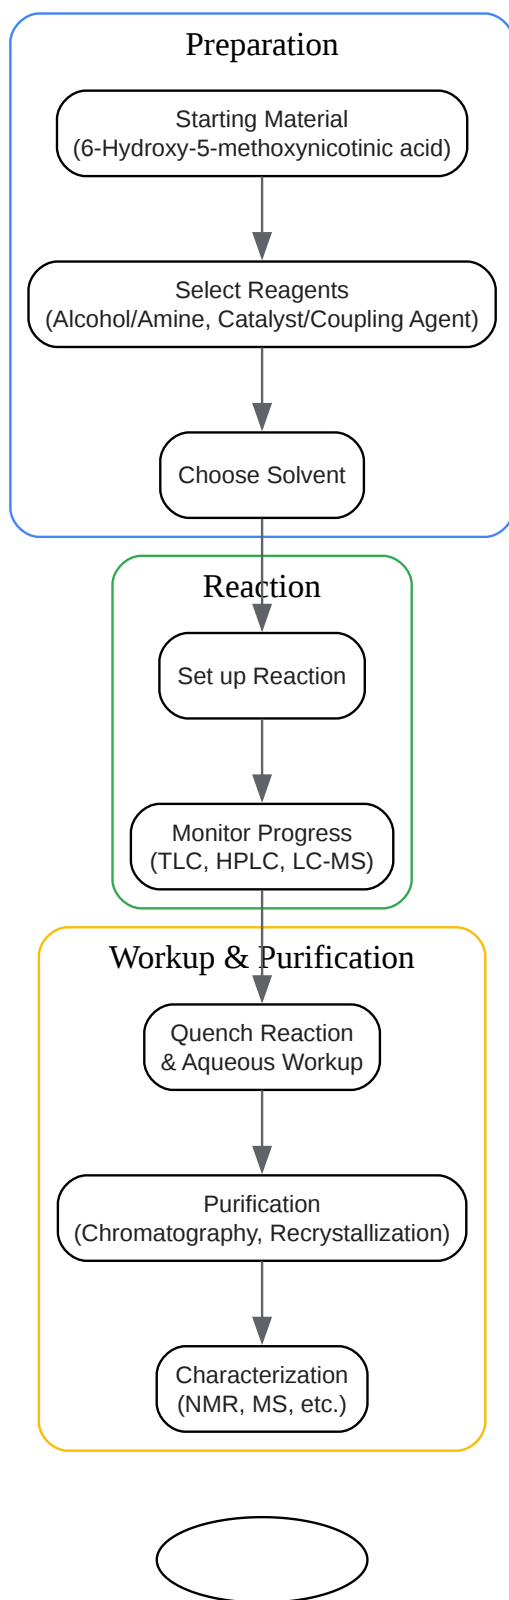 Preparation
Starting Material
(6-Hydroxy-5-methoxynicotinic acid)
Select Reagents
(Alcohol/Amine, Catalyst/Coupling Agent)
Choose Solvent
Reaction
Set up Reaction
Monitor Progress
(TLC, HPLC, LC-MS)
Workup & Purification
Quench Reaction
& Aqueous Workup
Purification
(Chromatography, Recrystallization)
Characterization
(NMR, MS, etc.)